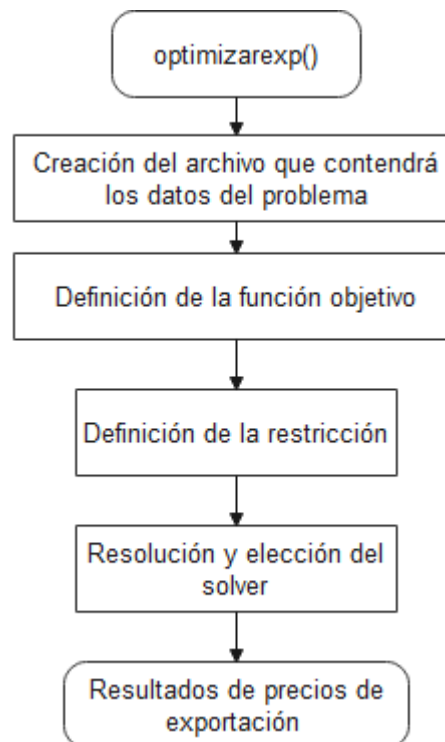 optimizarexp()
Creación del archivo que contendrá
los datos del problema
Definición de la función objetivo
Definición de la restricción
Resolución y elección del
solver
Resultados de precios de
exportación